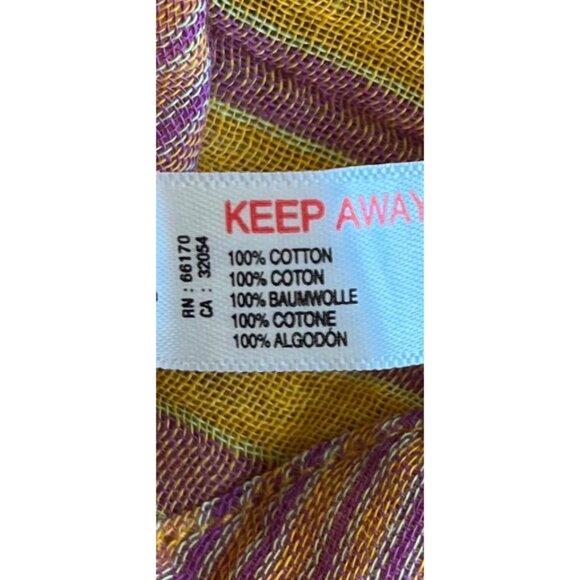 KEEP AWAY
100% COTTON
100% COTON
100% BAUMWOLLE
100% COTONE
100% ALGODÓN
RN : 66170
CA : 32054